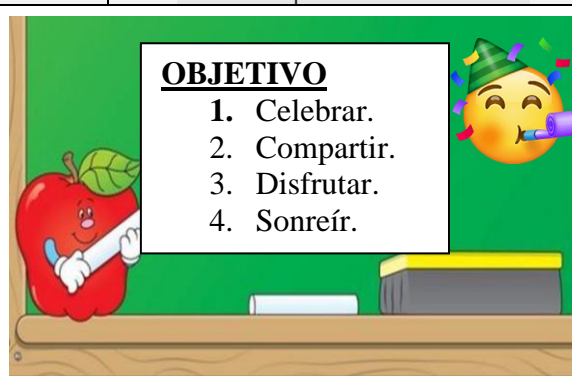 OBJETIVO
1. Celebrar.
2. Compartir.
3. Disfrutar.
4. Sonreír.